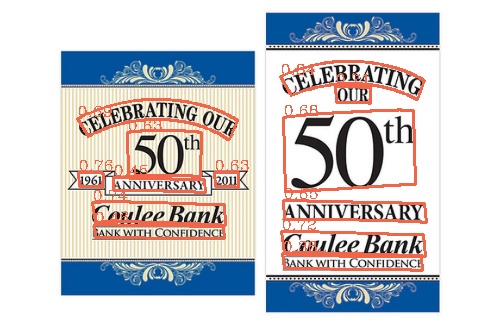 CELEBRATING OUR
50th
1961 ANNIVERSARY 2011
Coulee Bank
BANK WITH CONFIDENCE
CELEBRATING
OUR
50th
ANNIVERSARY
Coulee Bank
BANK WITH CONFIDENCE